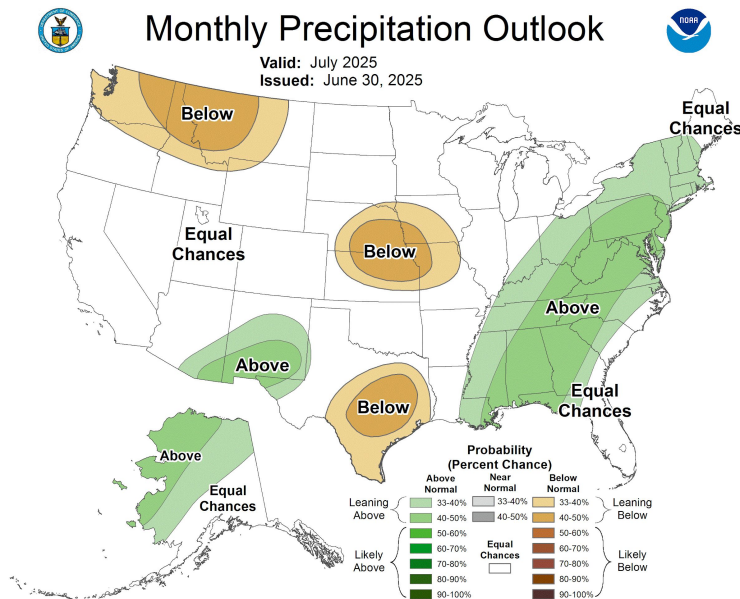 Monthly Precipitation Outlook
NOAA
Valid: July 2025
Issued: June 30, 2025
Below
Equal
Chances
Equal
Chances
Below
Above
Above
Below
Equal
Chances
Above
Equal
Chances
Probability
(Percent Chance)
Above
Normal
Near
Normal
Below
Normal
Leaning
Above
33-40%
33-40%
33-40%
Leaning
Below
40-50%
40-50%
40-50%
50-60%
50-60%
Likely
Above
60-70%
Equal
Chances
60-70%
Likely
Below
70-80%
70-80%
80-90%
80-90%
90-100%
90-100%